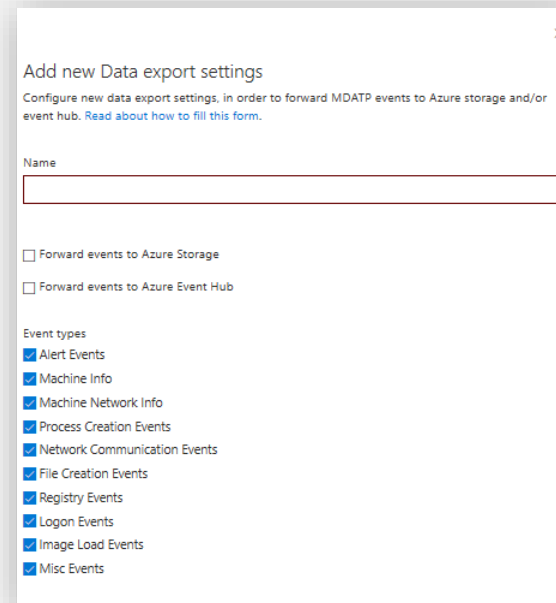 Add new Data export settings
Configure new data export settings, in order to forward MDATP events to Azure storage and/or
event hub. Read about how to fill this form.
Name
Forward events to Azure Storage
Forward events to Azure Event Hub
Event types
Alert Events
Machine Info
Machine Network Info
Process Creation Events
Network Communication Events
File Creation Events
Registry Events
Logon Events
Image Load Events
Misc Events